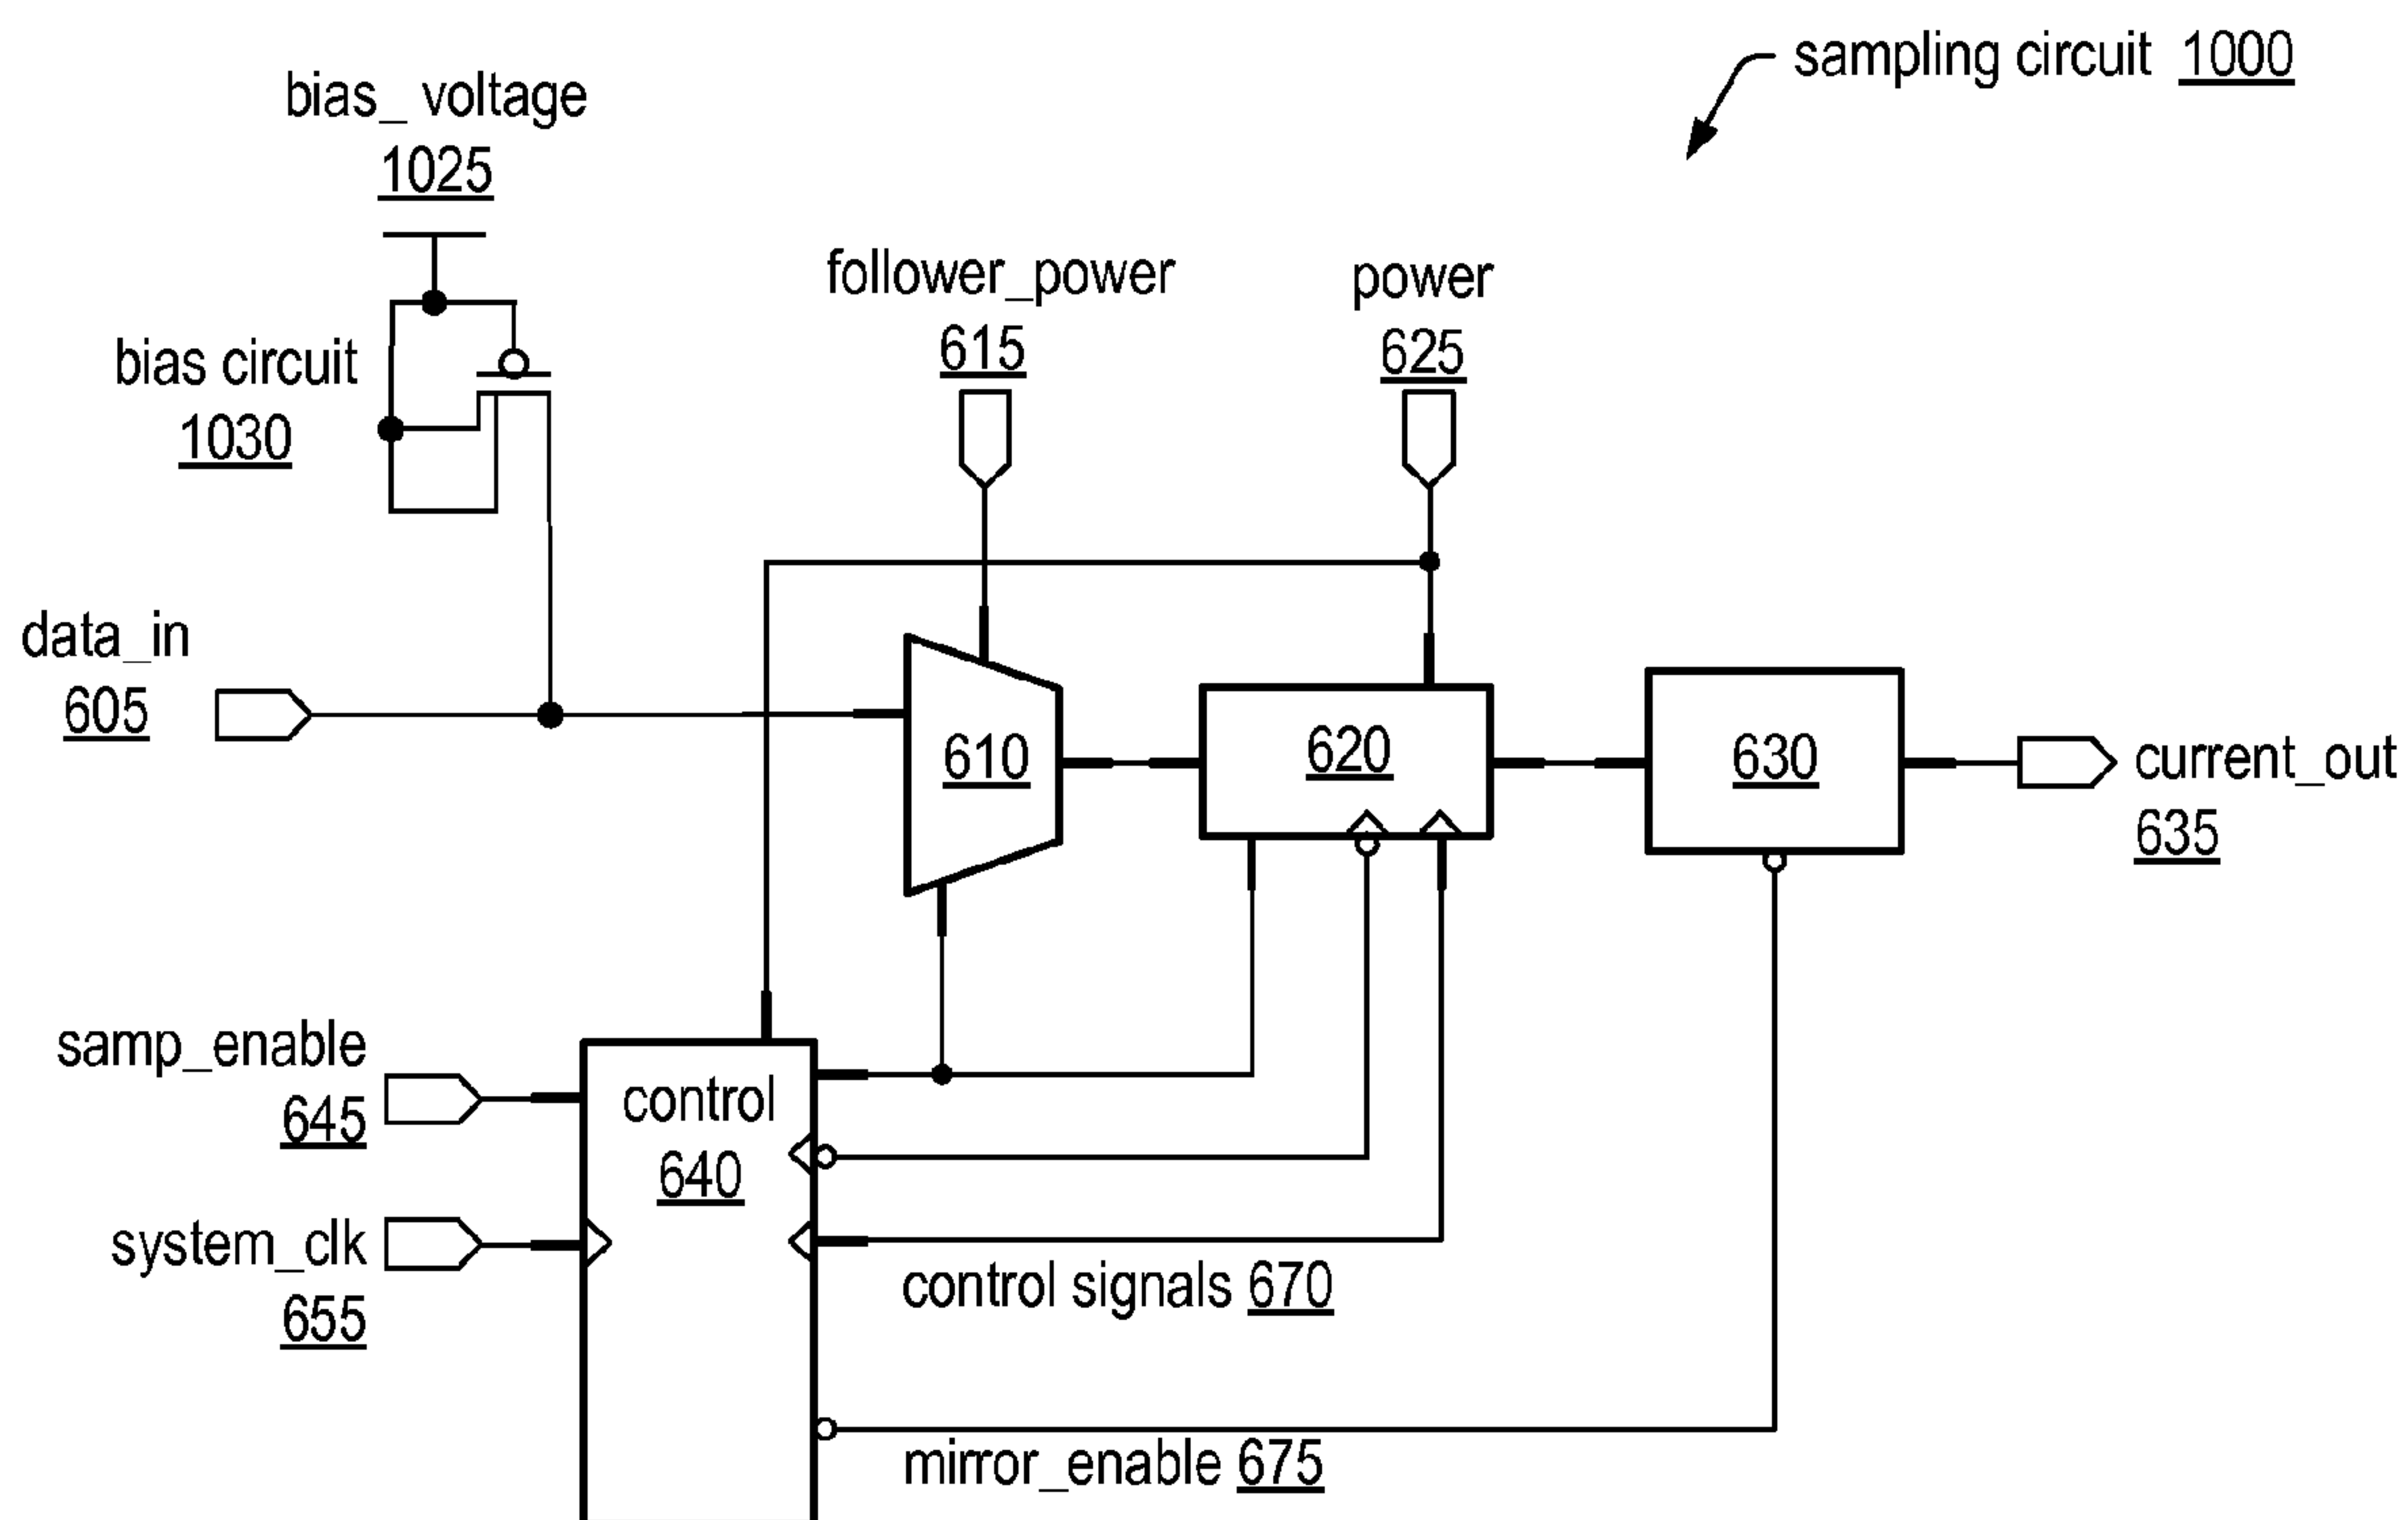 sampling circuit 1000
bias_ voltage
1025
follower_power
615
power
625
bias circuit
1030
data_in
605
610
620
630
current_out
635
samp_enable
645
control
640
system_clk
655
control signals 670
mirror_enable 675